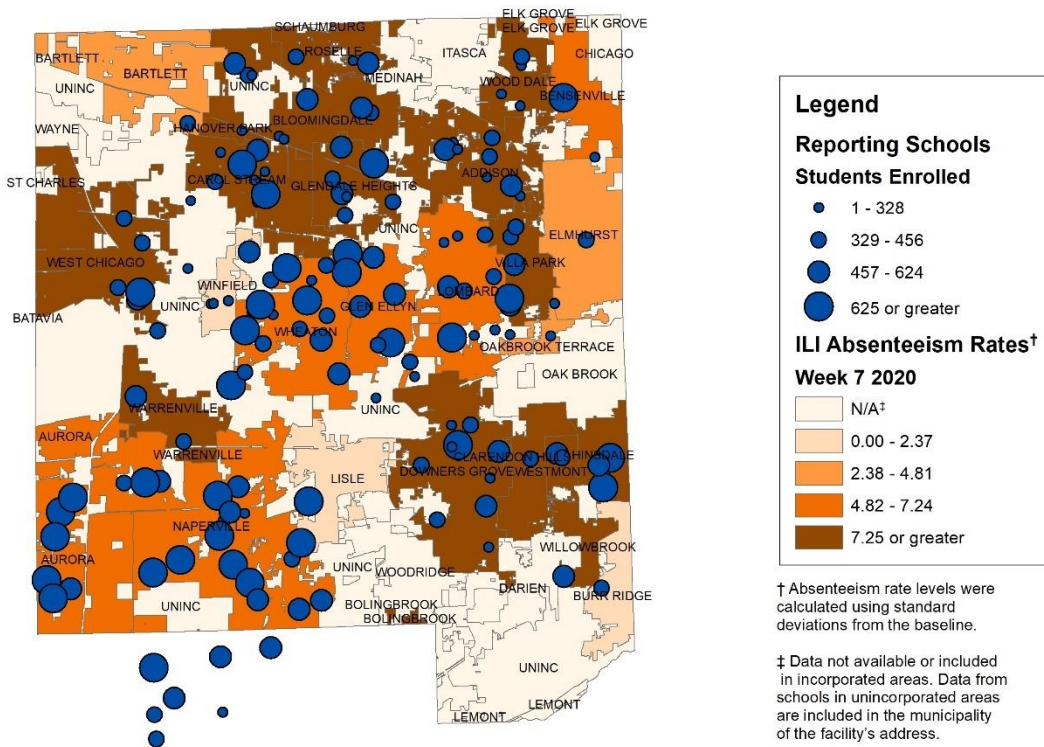 ELK GROVE
SCHAUMBURG
ELK GROVE
ELK GROVE
ROSELLE
ITASCA
CHICAGO
BARTLETT
BARTLETT
MEDINAH
UNINC
UNINC
WOOD DALE
BENSENVILLE
WAYNE
HANOVER PARK
BLOOMINGDALE
ST CHARLES
CAROL STREAM
GLENDALE HEIGHTS
ADDISON
UNINC
ELMHURST
WEST CHICAGO
VILLA PARK
WINFIELD
LOMBARD
BATAVIA
UNINC
GLEN ELLYN
WHEATON
OAKBROOK TERRACE
OAK BROOK
WARRENVILLE
UNINC
AURORA
WARRENVILLE
CLARENDON HILLS
HINSDALE
DOWNERS GROVE
WESTMONT
LISLE
NAPERVILLE
WILLOWBROOK
AURORA
UNINC
WOODRIDGE
DARIEN
BURR RIDGE
UNINC
BOLINGBROOK
BOLINGBROOK
UNINC
LEMONT
LEMONT
Legend
Reporting Schools
Students Enrolled
1 - 328
329 - 456
457 - 624
625 or greater
ILI Absenteeism Rates†
Week 7 2020
N/A‡
0.00 - 2.37
2.38 - 4.81
4.82 - 7.24
7.25 or greater
† Absenteeism rate levels were
calculated using standard
deviations from the baseline.
‡ Data not available or included
in incorporated areas. Data from
schools in unincorporated areas
are included in the municipality
of the facility's address.